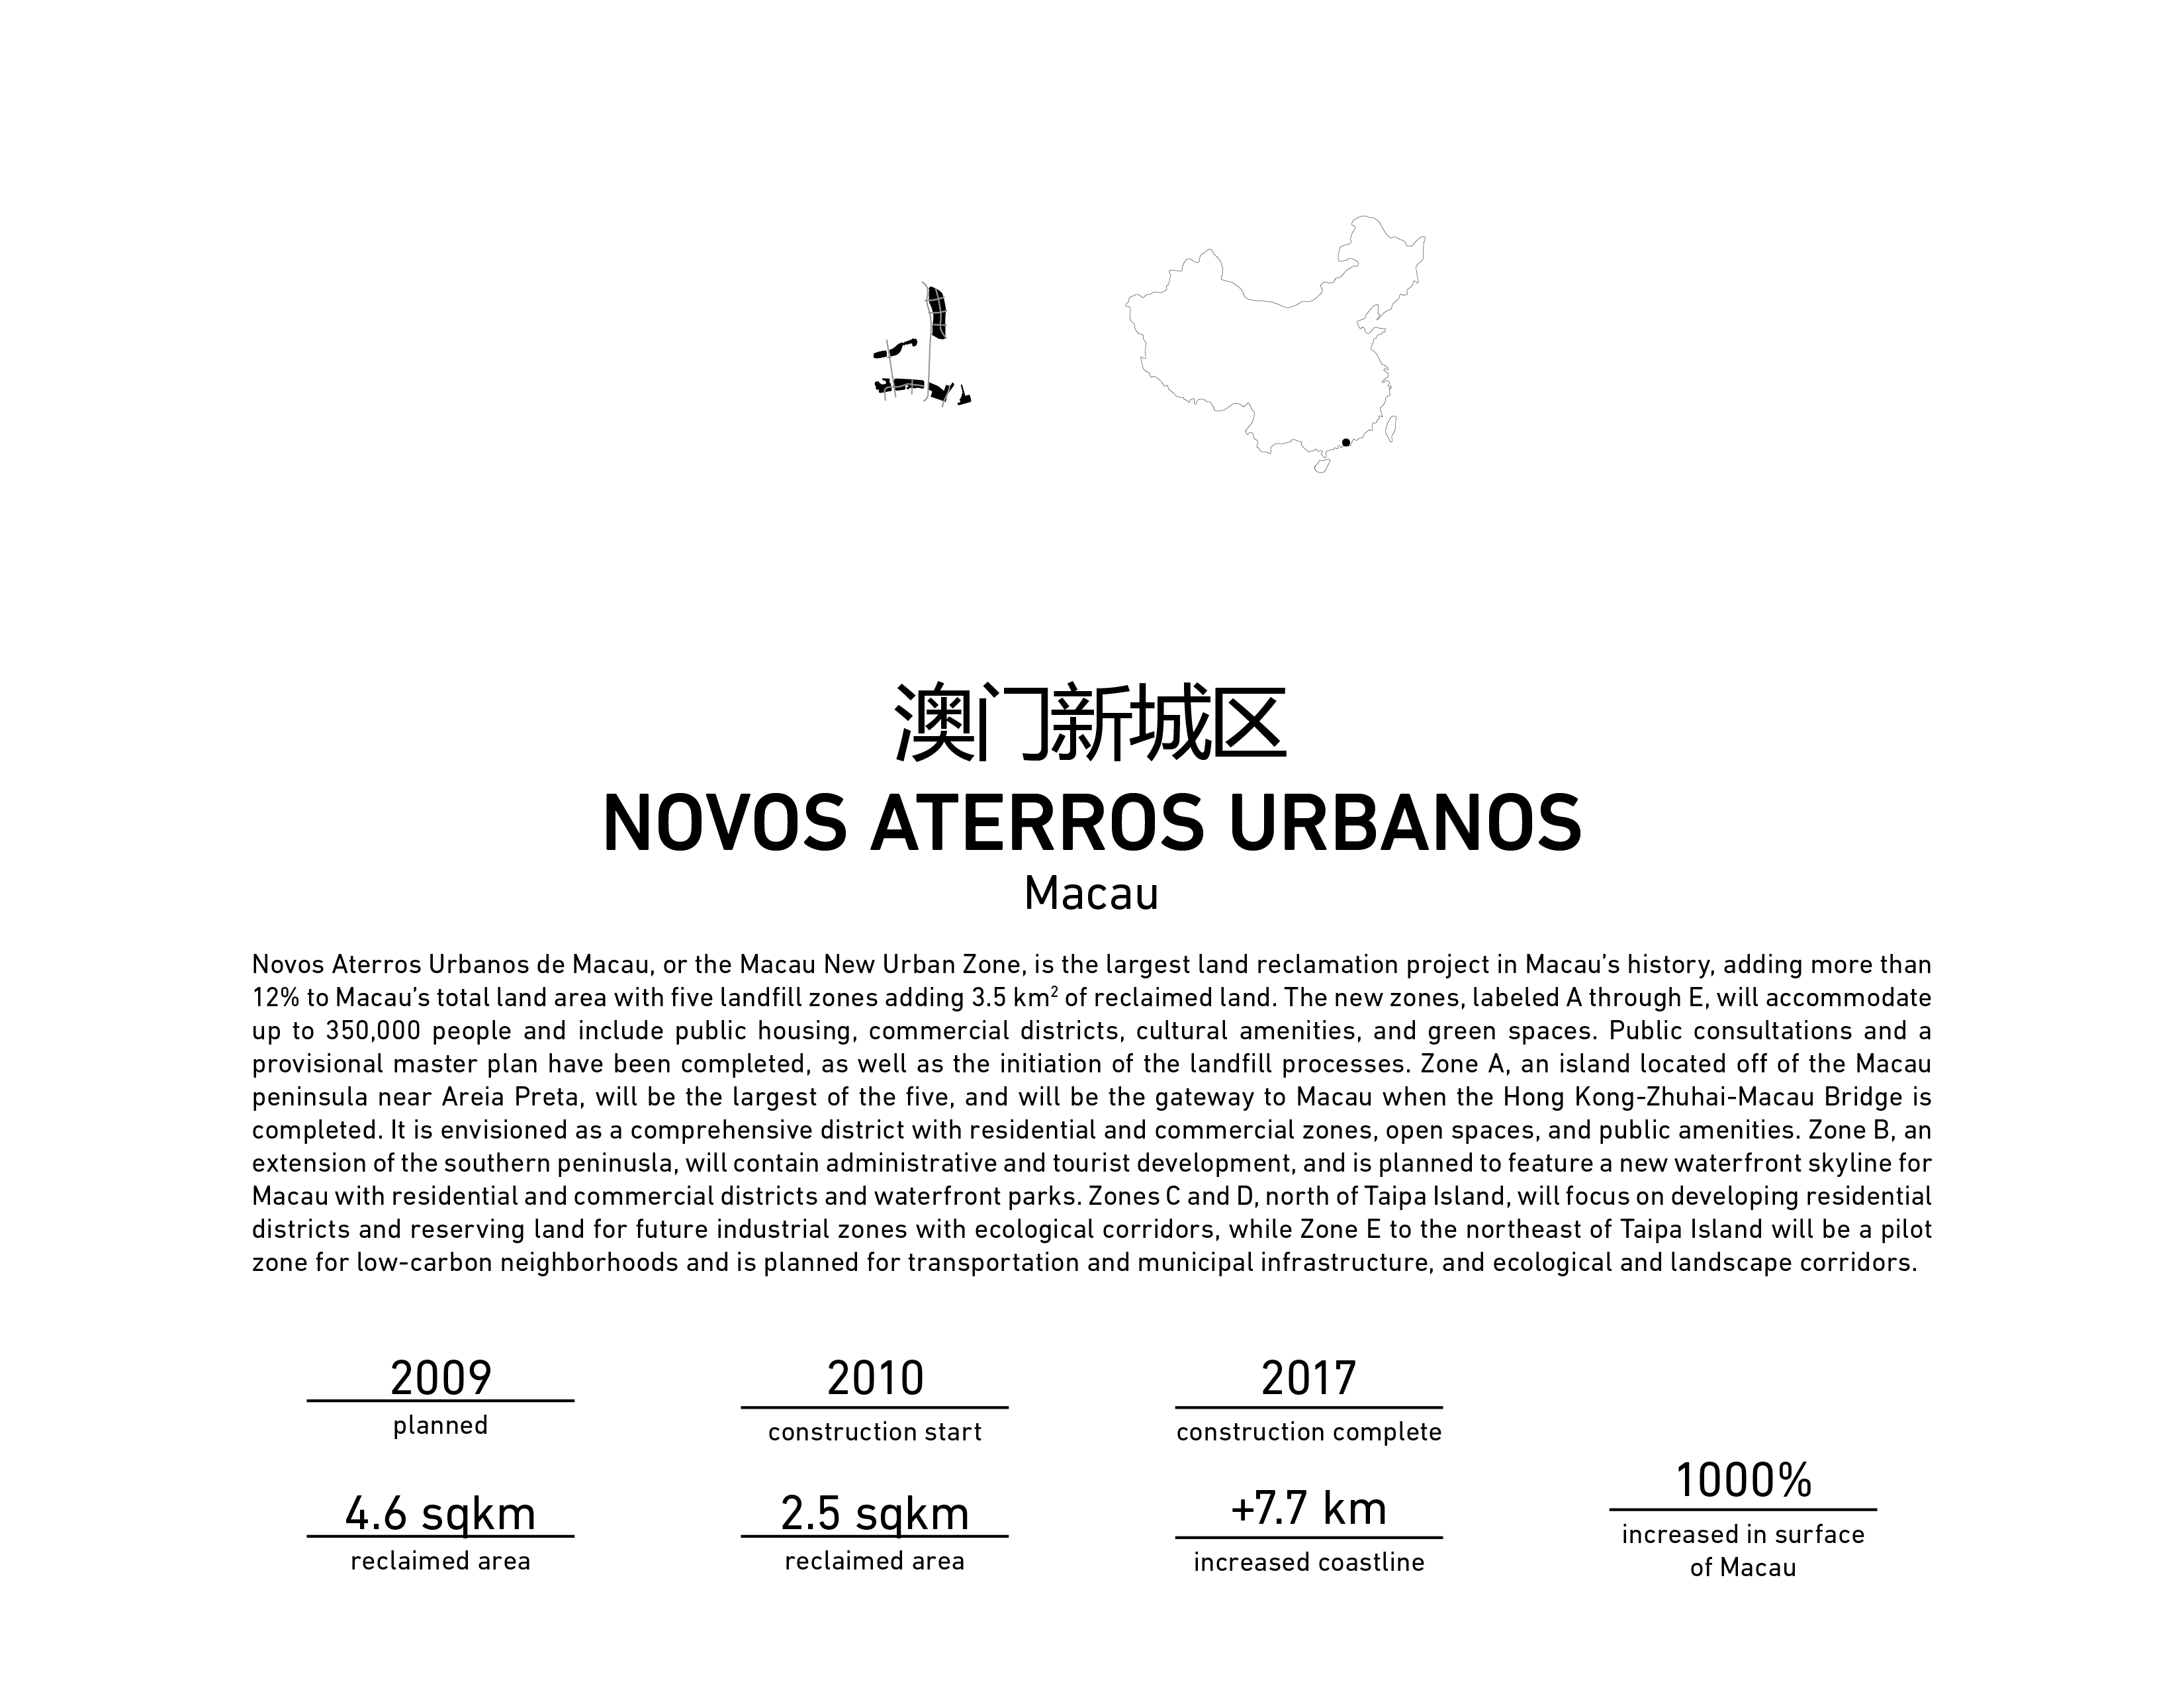 澳门新城区
NOVOS ATERROS URBANOS
Macau
Novos Aterros Urbanos de Macau, or the Macau New Urban Zone, is the largest land reclamation project in Macau’s history, adding more than
12% to Macau’s total land area with five landfill zones adding 3.5 km² of reclaimed land. The new zones, labeled A through E, will accommodate
up to 350,000 people and include public housing, commercial districts, cultural amenities, and green spaces. Public consultations and a
provisional master plan have been completed, as well as the initiation of the landfill processes. Zone A, an island located off of the Macau
peninsula near Areia Preta, will be the largest of the five, and will be the gateway to Macau when the Hong Kong-Zhuhai-Macau Bridge is
completed. It is envisioned as a comprehensive district with residential and commercial zones, open spaces, and public amenities. Zone B, an
extension of the southern peninusla, will contain administrative and tourist development, and is planned to feature a new waterfront skyline for
Macau with residential and commercial districts and waterfront parks. Zones C and D, north of Taipa Island, will focus on developing residential
districts and reserving land for future industrial zones with ecological corridors, while Zone E to the northeast of Taipa Island will be a pilot
zone for low-carbon neighborhoods and is planned for transportation and municipal infrastructure, and ecological and landscape corridors.
2009
planned
2010
construction start
2017
construction complete
4.6 sqkm
reclaimed area
2.5 sqkm
reclaimed area
+7.7 km
increased coastline
1000%
increased in surface
of Macau